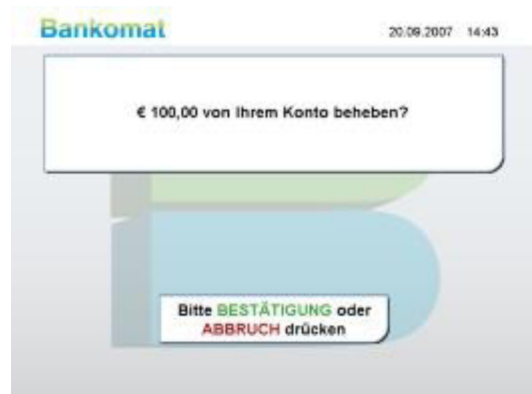 Bankomat 20.09.2007 14:43
€ 100,00 von Ihrem Konto beheben?
Bitte BESTÄTIGUNG oder
ABBRUCH drücken